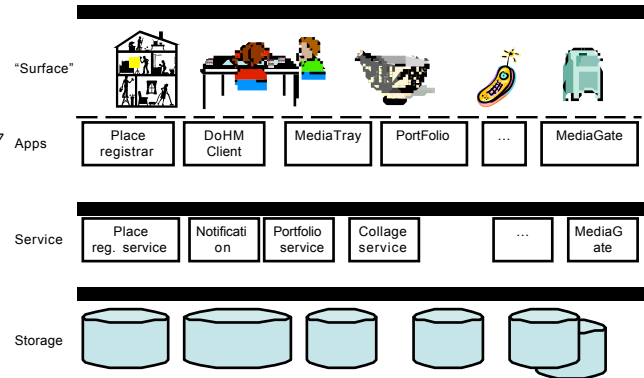 “Surface”
7
Apps
Place
registrar
DoHM
Client
MediaTray
PortFolio
...
MediaGate
Service
Place
reg. service
Notificati
on
Portfolio
service
Collage
service
...
MediaG
ate
Storage